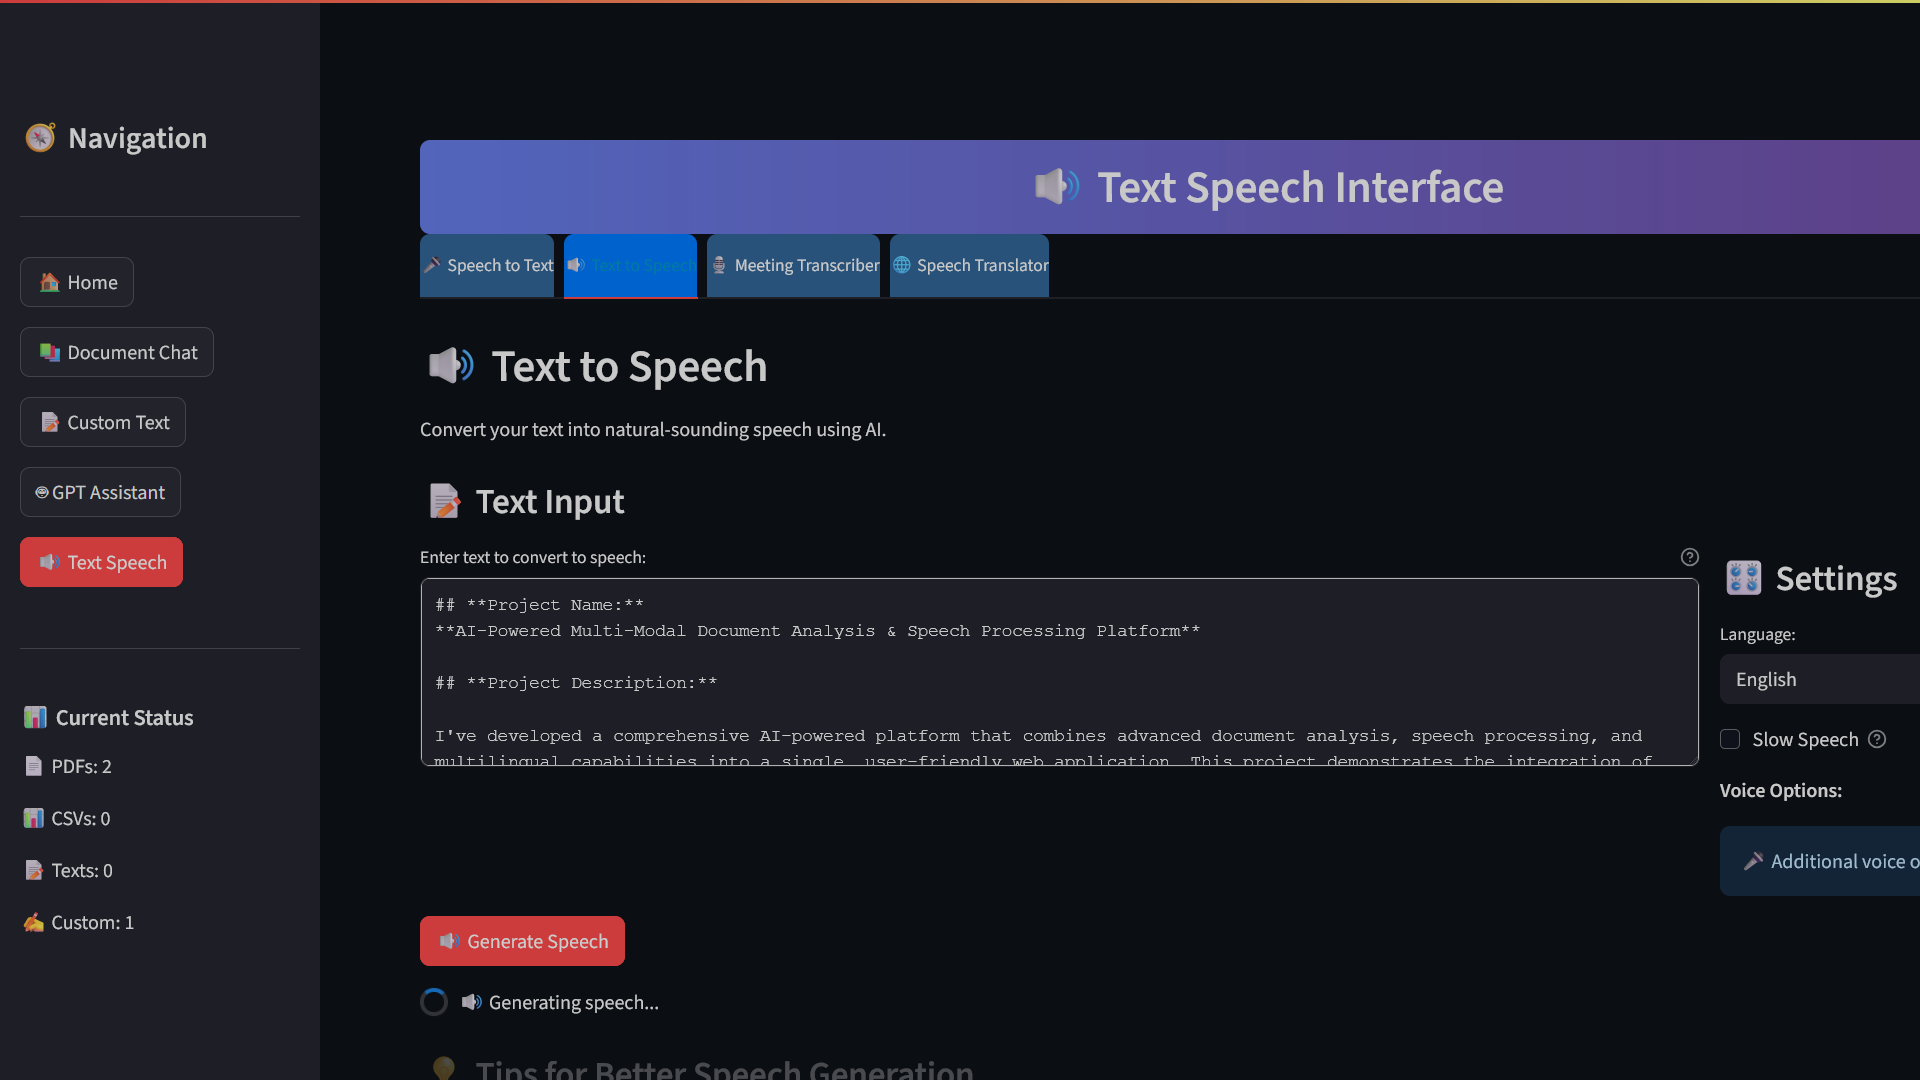 Navigation
Home
Document Chat
Custom Text
GPT Assistant
Text Speech
Current Status
PDFs: 2
CSVs: 0
Texts: 0
Custom: 1
Text Speech Interface
Speech to Text
Text to Speech
Meeting Transcriber
Speech Translator
Text to Speech
Convert your text into natural-sounding speech using AI.
Text Input
Enter text to convert to speech:
## **Project Name:**
**AI-Powered Multi-Modal Document Analysis & Speech Processing Platform**
## **Project Description:**
I've developed a comprehensive AI-powered platform that combines advanced document analysis, speech processing, and
multilingual capabilities into a single, user-friendly web application. This project demonstrates the integration of
Settings
Language:
English
Slow Speech
Voice Options:
Additional voice o
Generate Speech
Generating speech...
Tips for Better Speech Generation